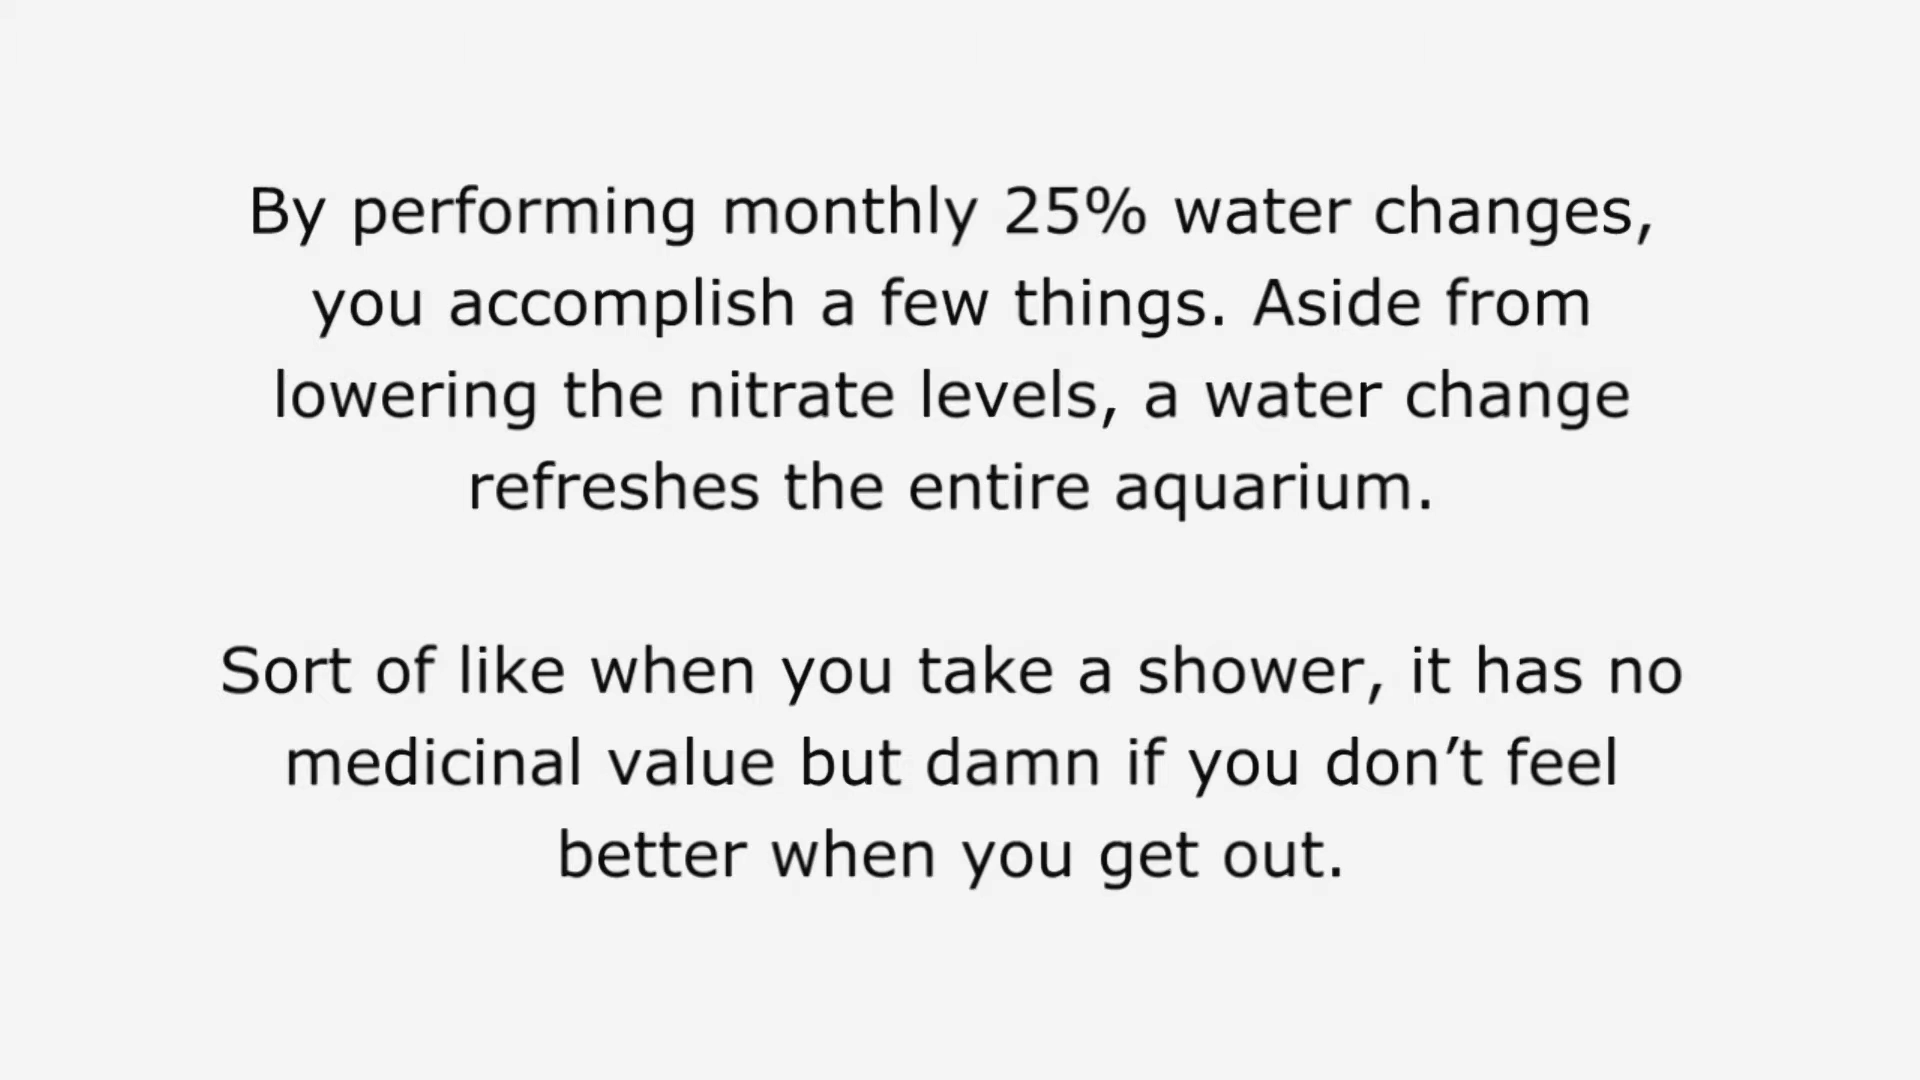 By performing monthly 25% water changes,
you accomplish a few things. Aside from
lowering the nitrate levels, a water change
refreshes the entire aquarium.
Sort of like when you take a shower, it has no
medicinal value but damn if you don’t feel
better when you get out.